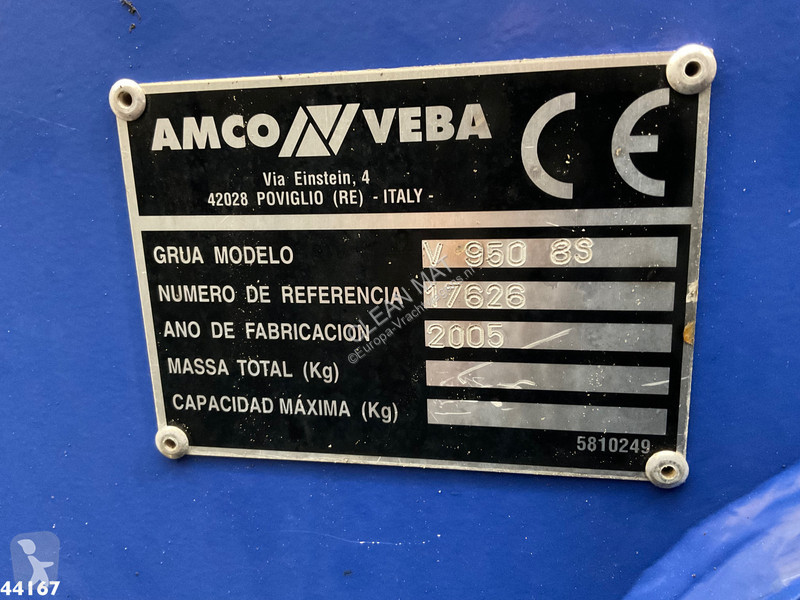 AMCO VEBA CE
Via Einstein, 4
42028 POVIGLIO (RE) - ITALY -
GRUA MODELO V 950 8S
NUMERO DE REFERENCIA 17626
ANO DE FABRICACION 2005
MASSA TOTAL (Kg)
CAPACIDAD MÁXIMA (Kg)
5810249
44167